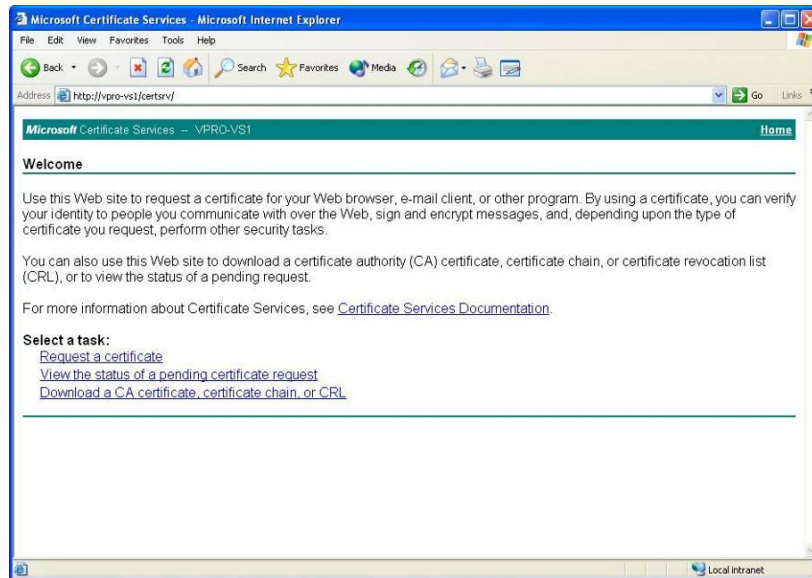 Microsoft Certificate Services - Microsoft Internet Explorer
File Edit View Favorites Tools Help
Back Search Favorites Media
Address http://vpro-vs1/certsrv/ Go Links
Microsoft Certificate Services -- VPRO-VS1 Home
Welcome
Use this Web site to request a certificate for your Web browser, e-mail client, or other program. By using a certificate, you can verify
your identity to people you communicate with over the Web, sign and encrypt messages, and, depending upon the type of
certificate you request, perform other security tasks.
You can also use this Web site to download a certificate authority (CA) certificate, certificate chain, or certificate revocation list
(CRL), or to view the status of a pending request.
For more information about Certificate Services, see Certificate Services Documentation.
Select a task:
Request a certificate
View the status of a pending certificate request
Download a CA certificate, certificate chain, or CRL
Local intranet